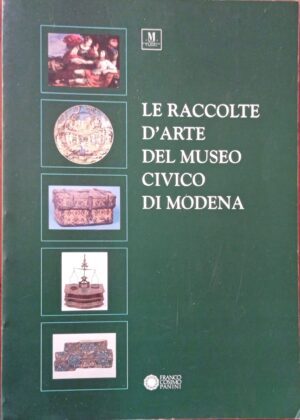 M
LE RACCOLTE
D'ARTE
DEL MUSEO
CIVICO
DI MODENA
FRANCO
COSIMO
PANINI